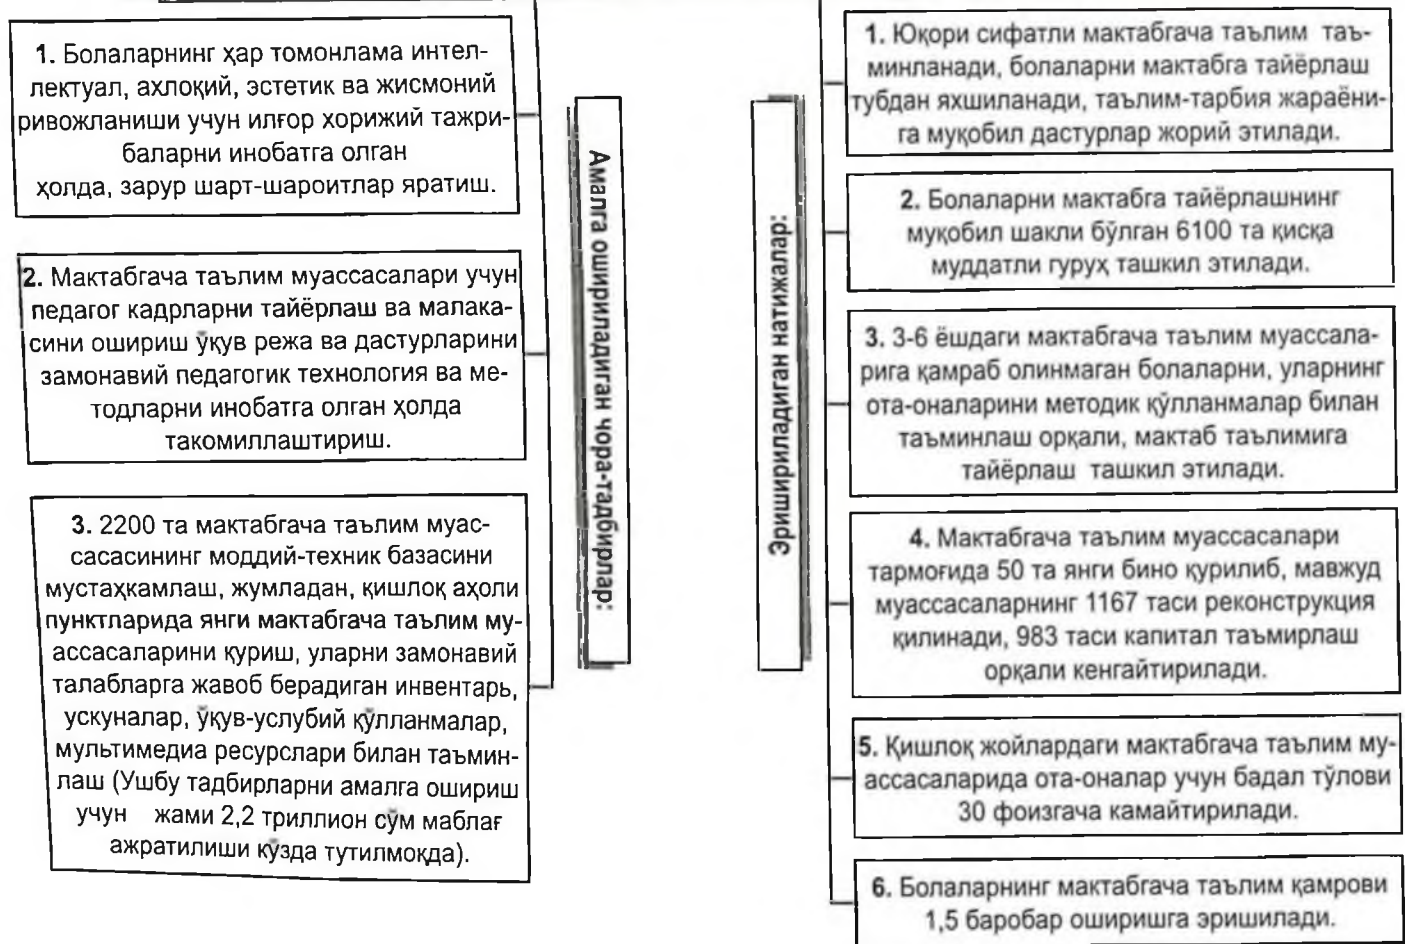 1. Болаларнинг ҳар томонлама интел-
лектуал, ахлоқий, эстетик ва жисмоний
ривожланиши учун илғор хорижий тажри-
баларни инобатга олган
ҳолда, зарур шарт-шароитлар яратиш.
2. Мактабгача таълим муассасалари учун
педагог кадрларни тайёрлаш ва малака-
сини ошириш ўқув режа ва дастурларини
замонавий педагогик технология ва ме-
тодларни инобатга олган ҳолда
такомиллаштириш.
3. 2200 та мактабгача таълим муас-
сасасининг моддий-техник базасини
мустаҳкамлаш, жумладан, қишлоқ аҳоли
пунктларида янги мактабгача таълим му-
ассасаларини қуриш, уларни замонавий
талабларга жавоб берадиган инвентарь,
ускуналар, ўқув-услубий қўлланмалар,
мультимедиа ресурслари билан таъмин-
лаш (Ушбу тадбирларни амалга ошириш
учун жами 2,2 триллион сўм маблағ
ажратилиши кўзда тутилмоқда).
Амалга ошириладиган чора-тадбирлар:
Эришириладиган натижалар:
1. Юқори сифатли мактабгача таълим таъ-
минланади, болаларни мактабга тайёрлаш
тубдан яхшиланади, таълим-тарбия жараёни-
га муқобил дастурлар жорий этилади.
2. Болаларни мактабга тайёрлашнинг
муқобил шакли бўлган 6100 та қисқа
муддатли гуруҳ ташкил этилади.
3. 3-6 ёшдаги мактабгача таълим муассала-
рига қамраб олинмаган болаларни, уларнинг
ота-оналарини методик қўлланмалар билан
таъминлаш орқали, мактаб таълимига
тайёрлаш ташкил этилади.
4. Мактабгача таълим муассасалари
тармоғида 50 та янги бино қурилиб, мавжуд
муассасаларнинг 1167 таси реконструкция
қилинади, 983 таси капитал таъмирлаш
орқали кенгайтирилади.
5. Қишлоқ жойлардаги мактабгача таълим му-
ассасаларида ота-оналар учун бадал тўлови
30 фоизгача камайтирилади.
6. Болаларнинг мактабгача таълим қамрови
1,5 баробар оширишга эришилади.